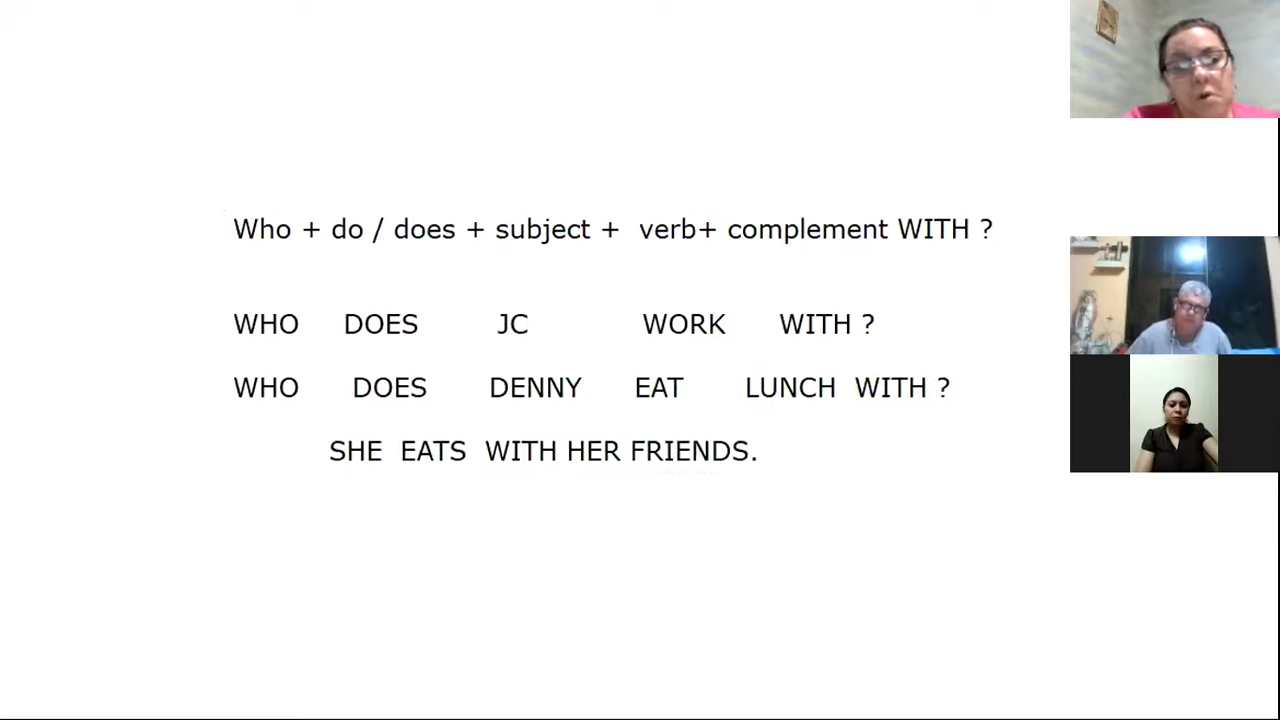 Who + do / does + subject + verb+ complement WITH ?
WHO DOES JC WORK WITH ?
WHO DOES DENNY EAT LUNCH WITH ?
SHE EATS WITH HER FRIENDS.